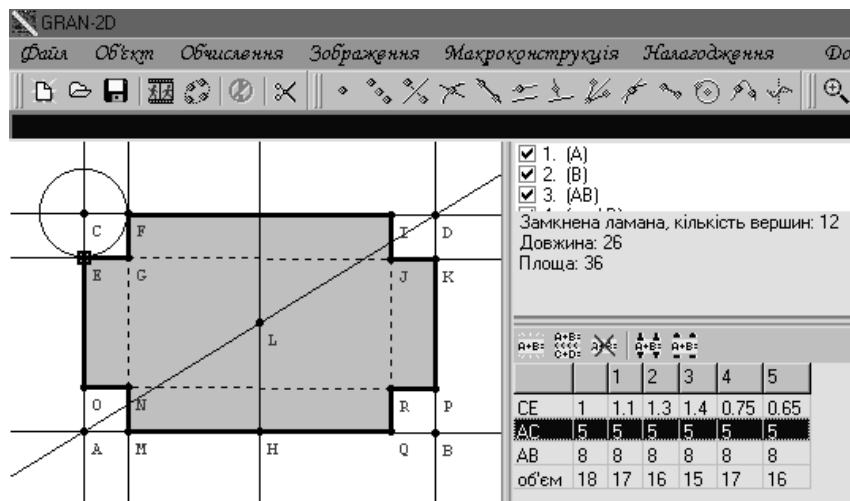 GRAN-2D
Файл Об'єкт Обчислення Зображення Макроконструкція Налагодження До
1. (A)
2. (B)
3. (AB)
Замкнена ламана, кількість вершин: 12
Довжина: 26
Площа: 36
C F I D
E G J K
L
O N R P
A M H Q B
1 2 3 4 5
CE 1 1.1 1.3 1.4 0.75 0.65
AC 5 5 5 5 5 5
AB 8 8 8 8 8 8
об'єм 18 17 16 15 17 16